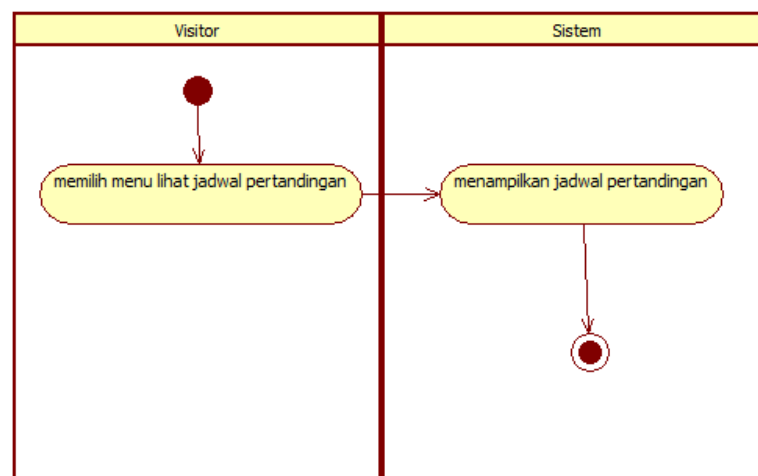 Visitor
Sistem
memilih menu lihat jadwal pertandingan
menampilkan jadwal pertandingan